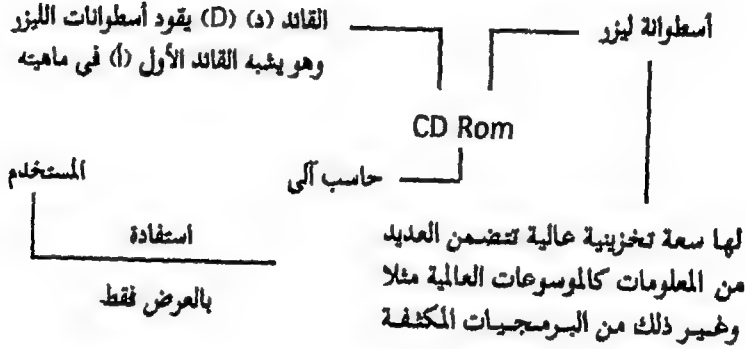 أسطوانة ليزر
القائد (د) (D) يقود أسطوانات الليزر
وهو يشبه القائد الأول (أ) في ماهيته
CD Rom
حاسب آلى
المستخدم
استفادة
بالعرض فقط
لها سعة تخزينية عالية تتضمن العديد
من المعلومات كالموسوعات العالمية مثلا
وغير ذلك من البرمجيات المكثفة